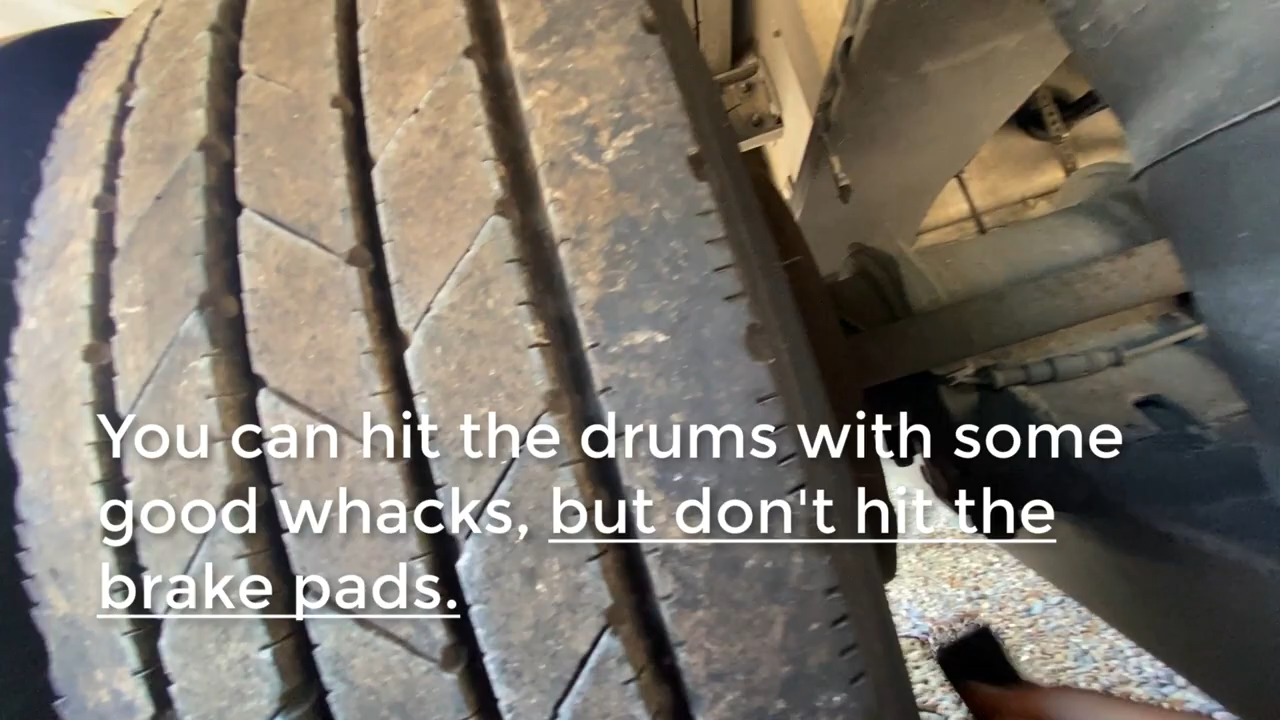 You can hit the drums with some
good whacks, but don't hit the
brake pads.